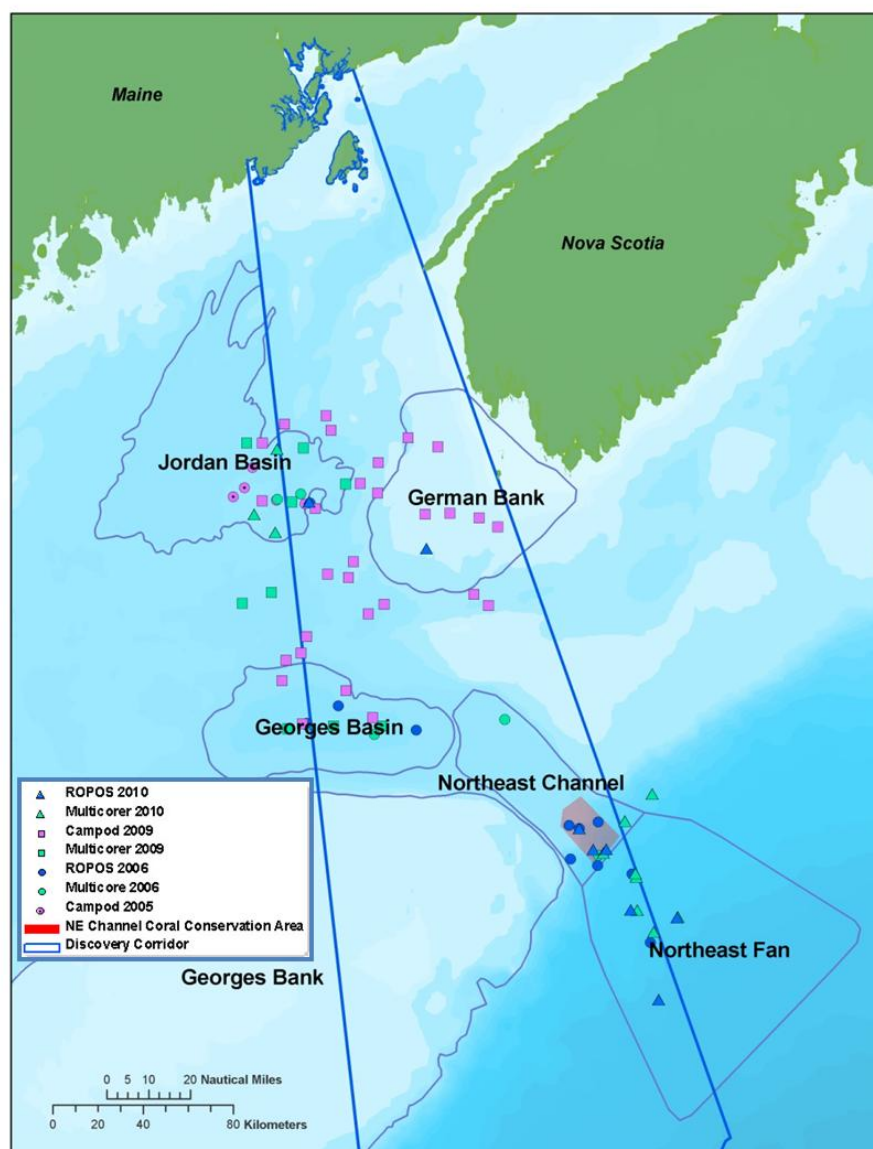 Maine
Nova Scotia
Jordan Basin
German Bank
Georges Basin
Northeast Channel
ROPOS 2010
Multicorer 2010
Campod 2009
Multicorer 2009
ROPOS 2006
Multicore 2006
Campod 2005
NE Channel Coral Conservation Area
Discovery Corridor
Northeast Fan
Georges Bank
0 5 10 20 Nautical Miles
0 20 40 80 Kilometers